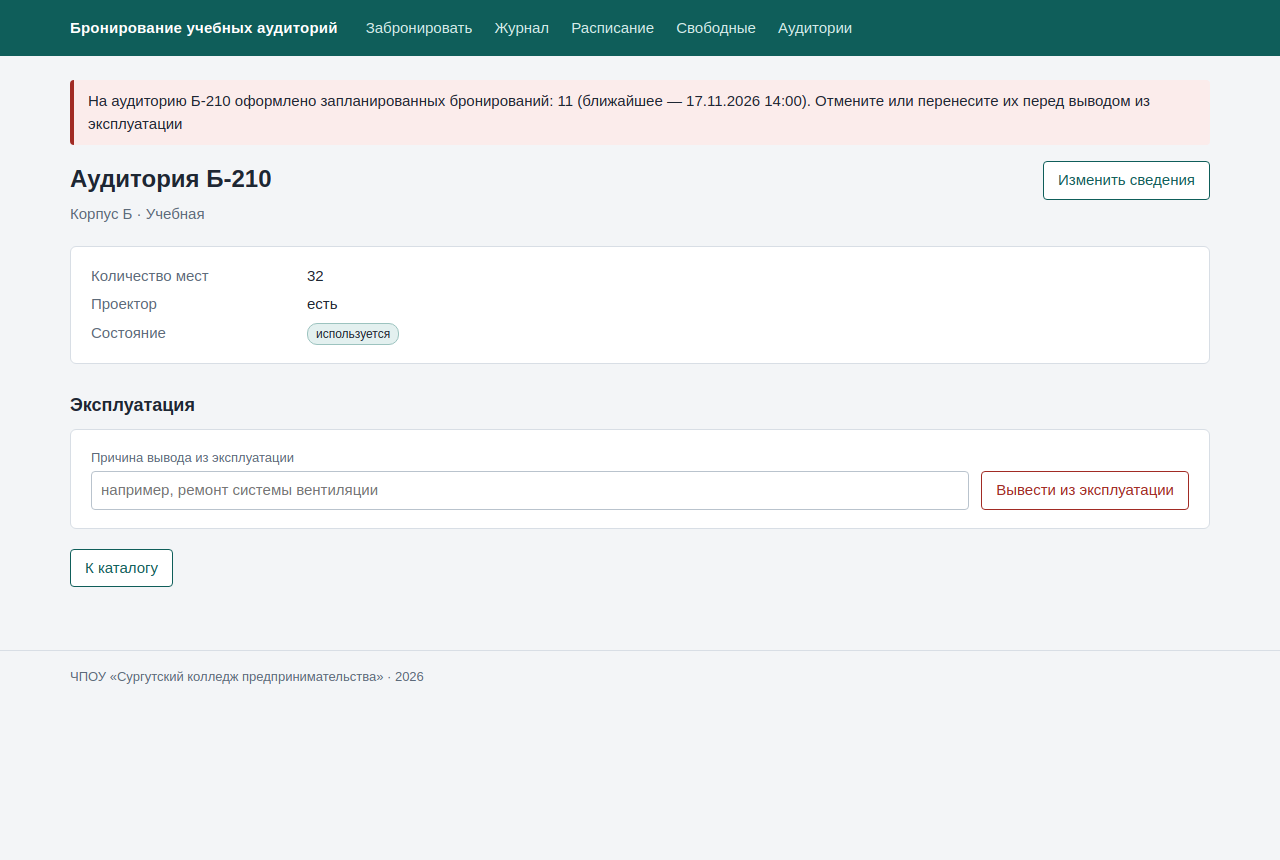 Бронирование учебных аудиторий Забронировать Журнал Расписание Свободные Аудитории
На аудиторию Б-210 оформлено запланированных бронирований: 11 (ближайшее — 17.11.2026 14:00). Отмените или перенесите их перед выводом из
эксплуатации
Аудитория Б-210
Изменить сведения
Корпус Б · Учебная
Количество мест 32
Проектор есть
Состояние используется
Эксплуатация
Причина вывода из эксплуатации
например, ремонт системы вентиляции
Вывести из эксплуатации
К каталогу
ЧПОУ «Сургутский колледж предпринимательства» · 2026